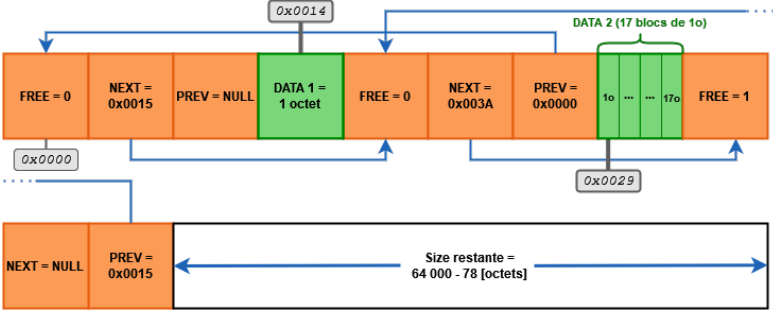 0x0014
DATA 2 (17 blocs de 1o)
FREE = 0
NEXT =
0x0015
PREV = NULL
DATA 1 =
1 octet
FREE = 0
NEXT =
0x003A
PREV =
0x0000
1o
...
...
17o
FREE = 1
0x0000
0x0029
NEXT = NULL
PREV =
0x0015
Size restante =
64 000 - 78 [octets]